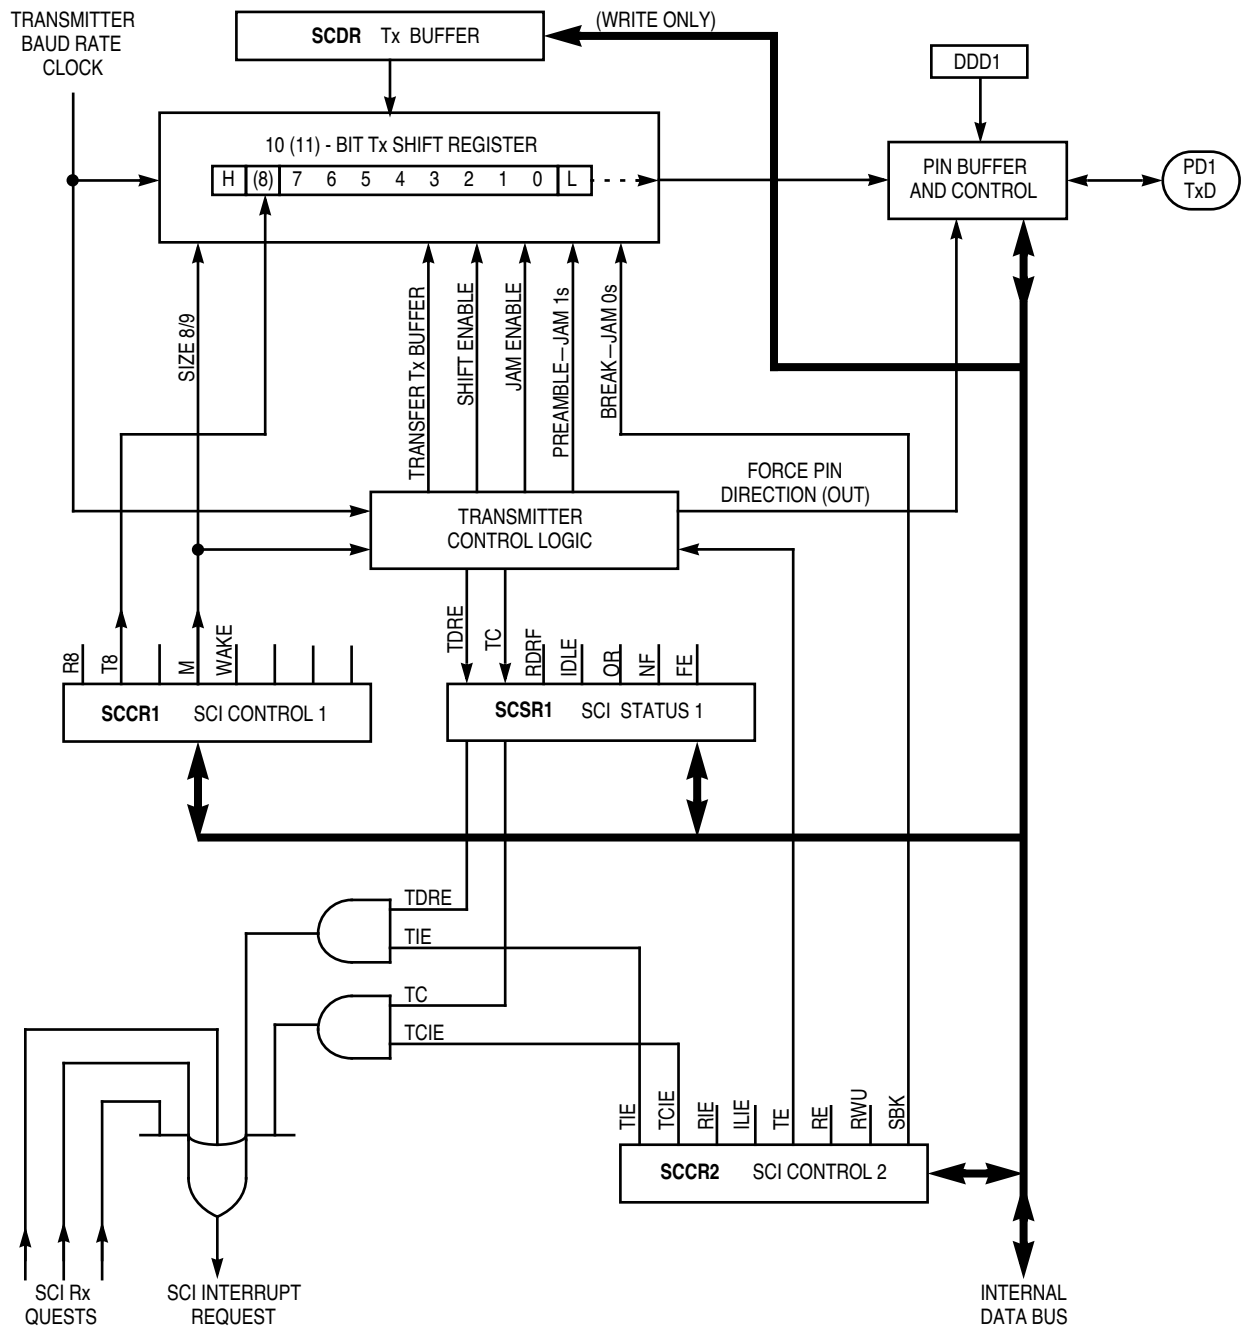 TRANSMITTER
BAUD RATE
CLOCK
SCDR Tx BUFFER
(WRITE ONLY)
DDD1
10 (11) - BIT Tx SHIFT REGISTER
H (8) 7 6 5 4 3 2 1 0 L
PIN BUFFER
AND CONTROL
PD1
TxD
SIZE 8/9
TRANSFER Tx BUFFER
SHIFT ENABLE
JAM ENABLE
PREAMBLE—JAM 1s
BREAK—JAM 0s
FORCE PIN
DIRECTION (OUT)
TRANSMITTER
CONTROL LOGIC
R8
T8
M
WAKE
TDRE
TC
RDRF
IDLE
OR
NF
FE
SCCR1 SCI CONTROL 1
SCSR1 SCI STATUS 1
TDRE
TIE
TC
TCIE
TIE
TCIE
RIE
ILIE
TE
RE
RWU
SBK
SCCR2 SCI CONTROL 2
SCI Rx
QUESTS
SCI INTERRUPT
REQUEST
INTERNAL
DATA BUS